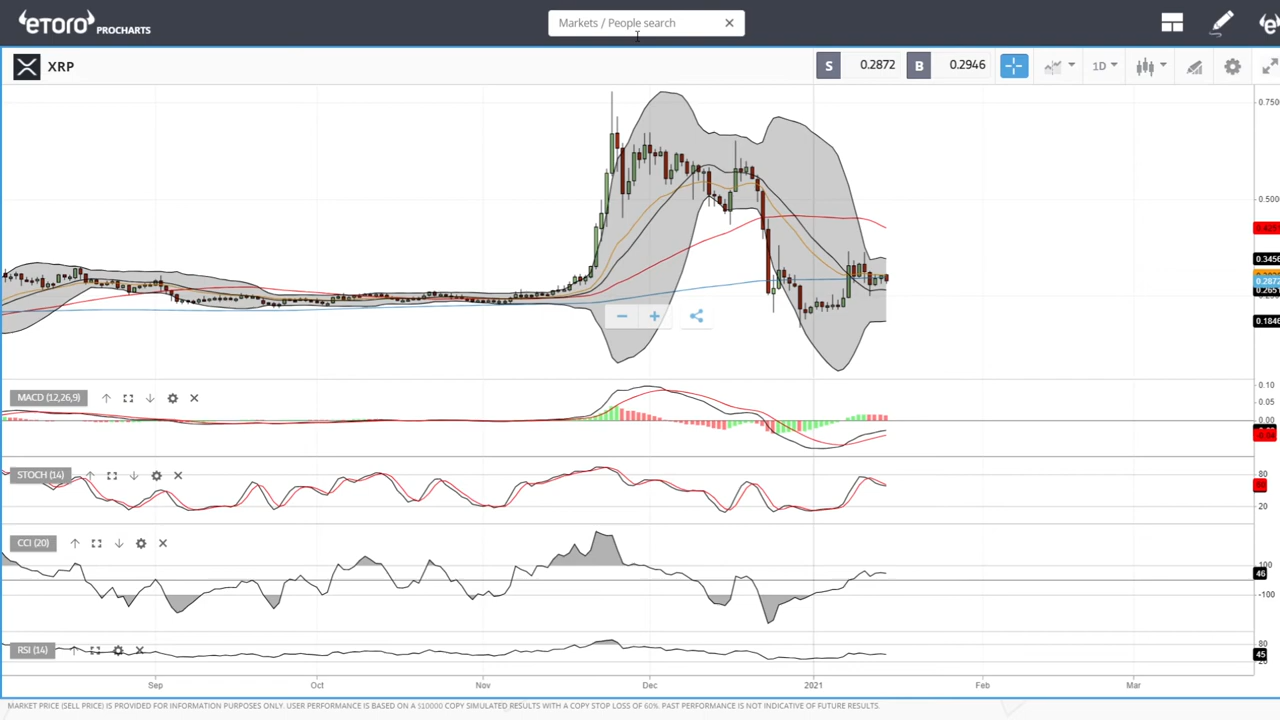 eTORO PROCHARTS
Markets / People search
XRP
S 0.2872 B 0.2946 1D
0.7500
0.5000
0.3456
0.2872
0.1846
MACD (12,26,9)
0.10
0.05
0.00
STOCH (14)
80
20
CCI (20)
100
46
-100
RSI (14)
80
45
20
Sep Oct Nov Dec 2021 Feb Mar
MARKET PRICE (SELL PRICE) IS PROVIDED FOR INFORMATION PURPOSES ONLY. USER PERFORMANCE IS BASED ON A $10000 COPY SIMULATED RESULTS WITH A COPY STOP LOSS OF 60%. PAST PERFORMANCE IS NOT INDICATIVE OF FUTURE RESULTS.